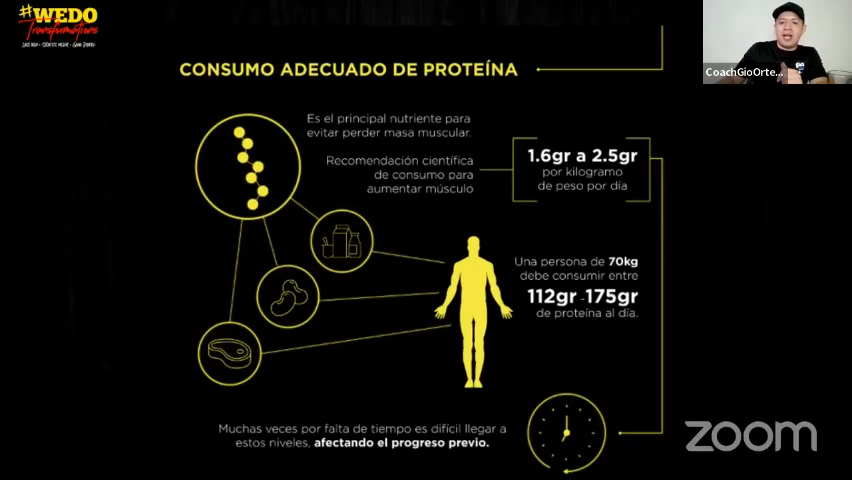 #WEDO
Transformations
CoachGioOrte...
CONSUMO ADECUADO DE PROTEÍNA
Es el principal nutriente para
evitar perder masa muscular.
Recomendación científica
de consumo para
aumentar músculo
1.6gr a 2.5gr
por kilogramo
de peso por día
Una persona de 70kg
debe consumir entre
112gr -175gr
de proteína al día.
Muchas veces por falta de tiempo es difícil llegar a
estos niveles, afectando el progreso previo.
zoom